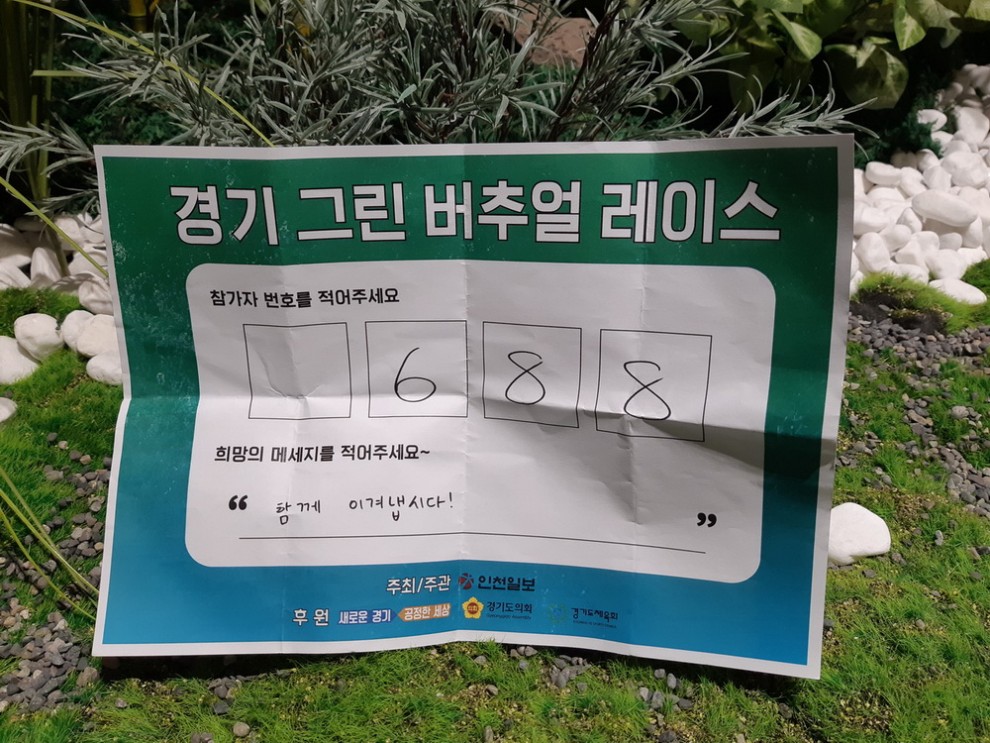 경기 그린 버추얼 레이스
참가자 번호를 적어주세요
6 8 8
희망의 메세지를 적어주세요~
“ 함께 이겨냅시다! ”
주최/주관 인천일보
후원 새로운 경기 공정한 세상 경기도의회 경기도체육회